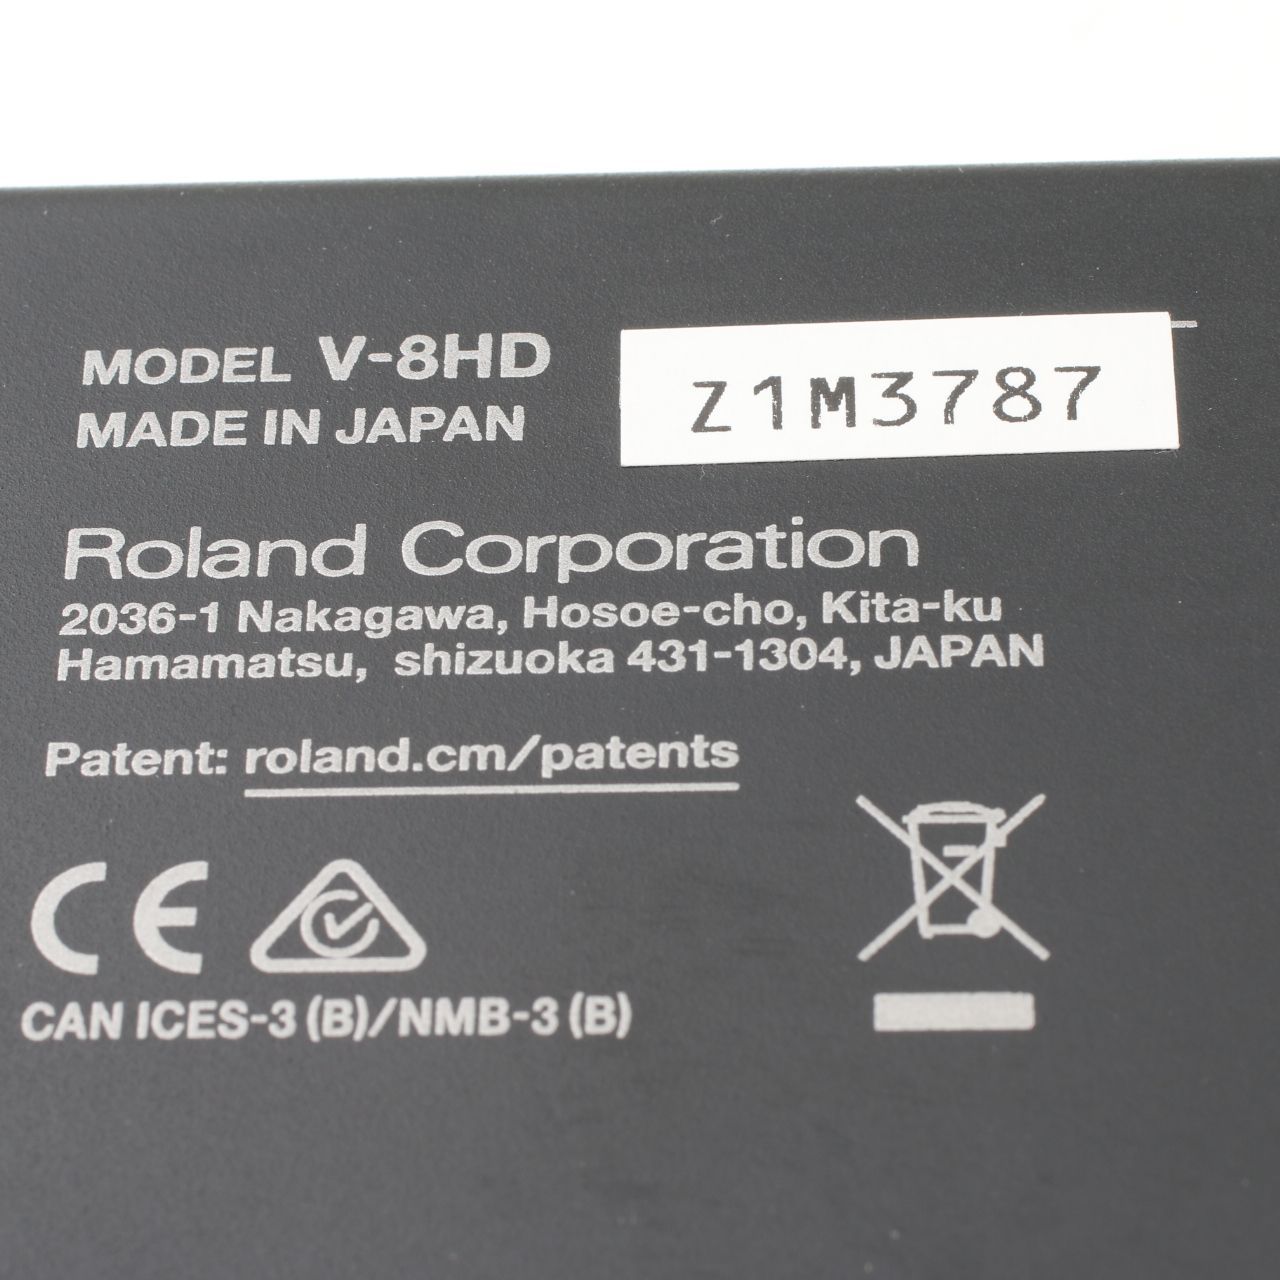 MODEL V-8HD
Z1M3787
MADE IN JAPAN
Roland Corporation
2036-1 Nakagawa, Hosoe-cho, Kita-ku
Hamamatsu, shizuoka 431-1304, JAPAN
Patent: roland.cm/patents
CE
CAN ICES-3 (B)/NMB-3 (B)